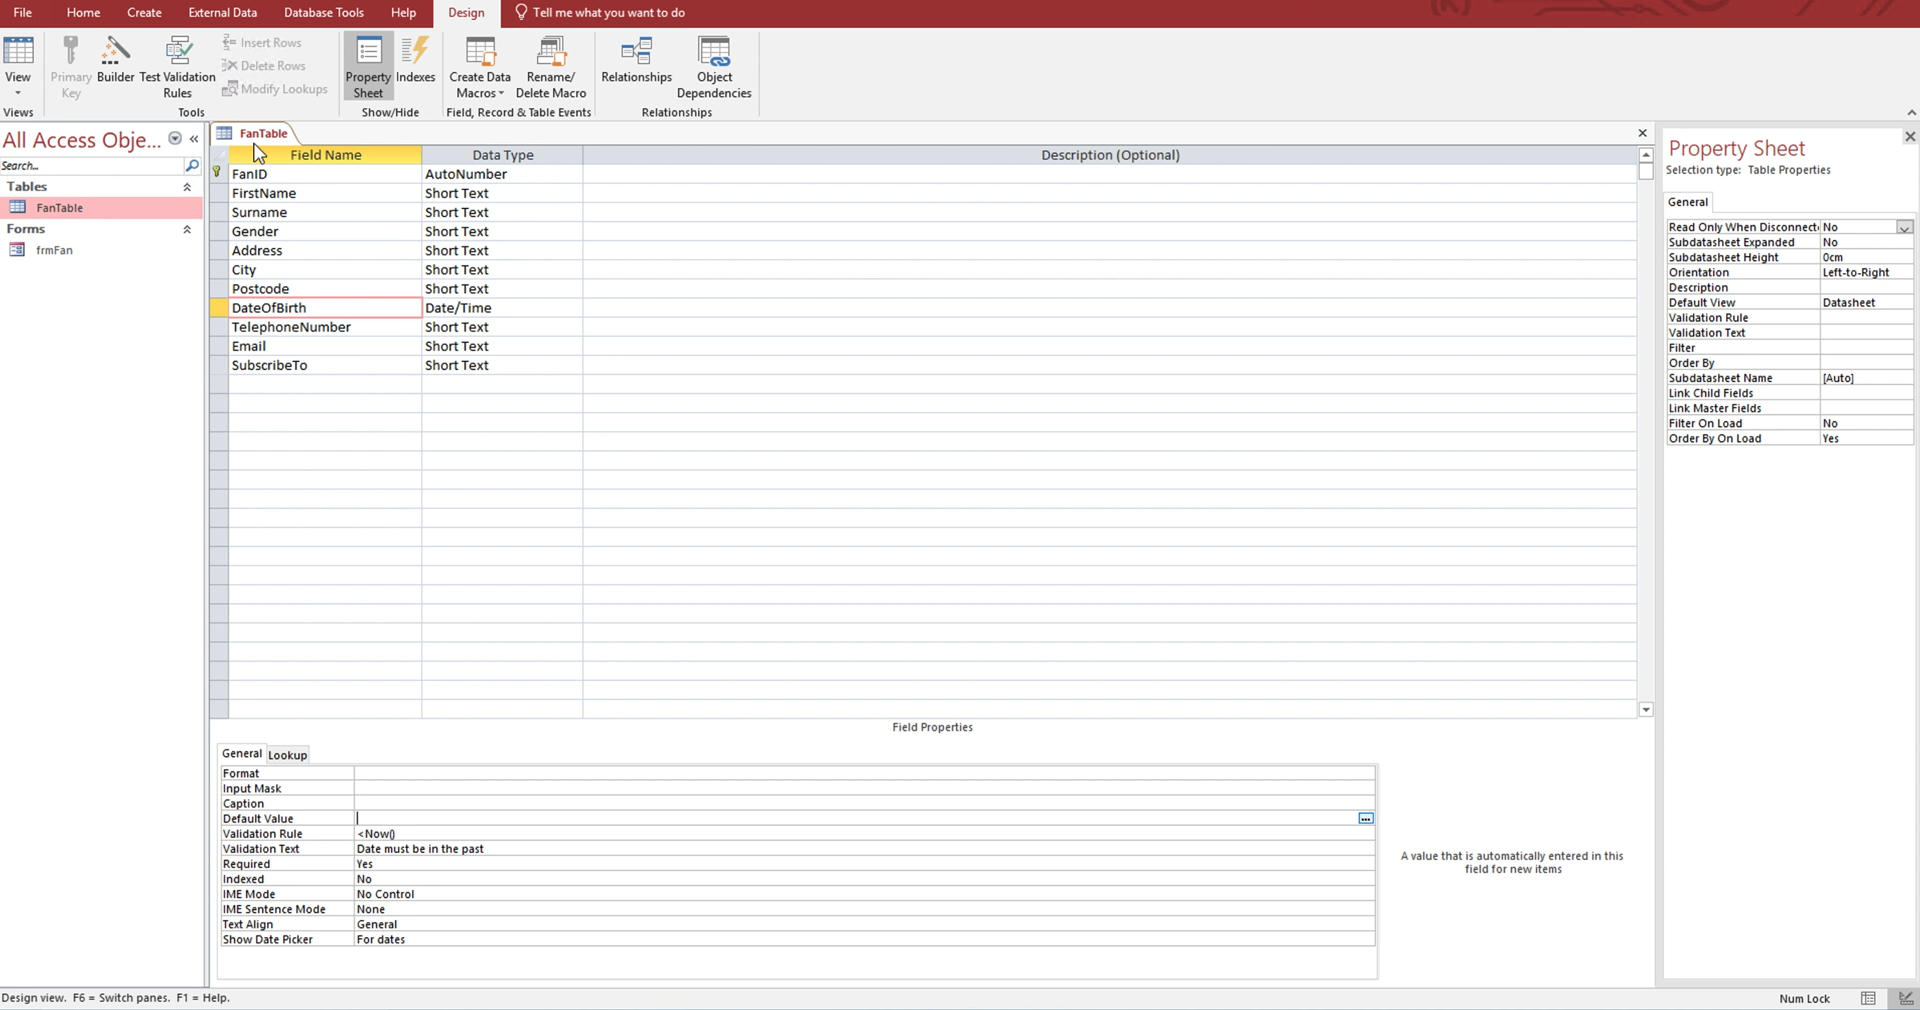 File Home Create External Data Database Tools Help Design Tell me what you want to do
View
Primary Key
Builder
Test Validation Rules
Insert Rows
Delete Rows
Modify Lookups
Property Sheet
Indexes
Create Data Macros
Rename/ Delete Macro
Relationships
Object Dependencies
Views Tools Show/Hide Field, Record & Table Events Relationships
All Access Obje...
Search...
Tables
FanTable
Forms
frmFan
FanTable
Field Name Data Type Description (Optional)
FanID AutoNumber
FirstName Short Text
Surname Short Text
Gender Short Text
Address Short Text
City Short Text
Postcode Short Text
DateOfBirth Date/Time
TelephoneNumber Short Text
Email Short Text
SubscribeTo Short Text
Field Properties
General Lookup
Format
Input Mask
Caption
Default Value
Validation Rule <Now()
Validation Text Date must be in the past
Required Yes
Indexed No
IME Mode No Control
IME Sentence Mode None
Text Align General
Show Date Picker For dates
A value that is automatically entered in this
field for new items
Property Sheet
Selection type: Table Properties
General
Read Only When Disconnect No
Subdatasheet Expanded No
Subdatasheet Height 0cm
Orientation Left-to-Right
Description
Default View Datasheet
Validation Rule
Validation Text
Filter
Order By
Subdatasheet Name [Auto]
Link Child Fields
Link Master Fields
Filter On Load No
Order By On Load Yes
Design view. F6 = Switch panes. F1 = Help.
Num Lock